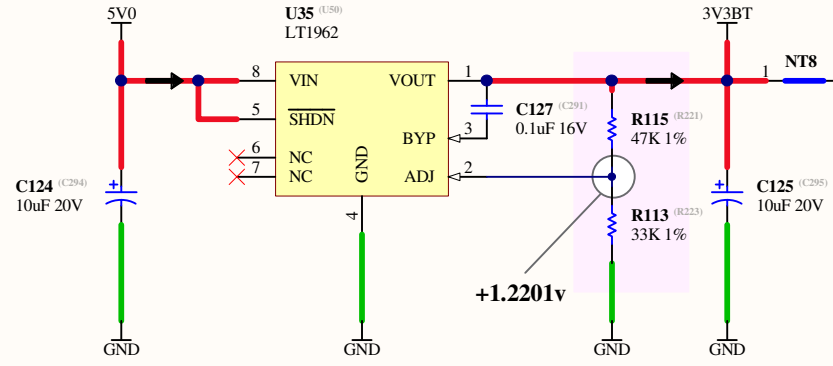 5V0
U35 (U50)
LT1962
3V3BT
8 VIN
VOUT 1
1 NT8
5 SHDN
C127 (C291)
0.1uF 16V
R115 (R221)
47K 1%
BYP 3
6 NC
7 NC
GND
ADJ 2
4
C124 (C294)
10uF 20V
C125 (C295)
10uF 20V
R113 (R223)
33K 1%
+1.2201v
GND
GND
GND
GND